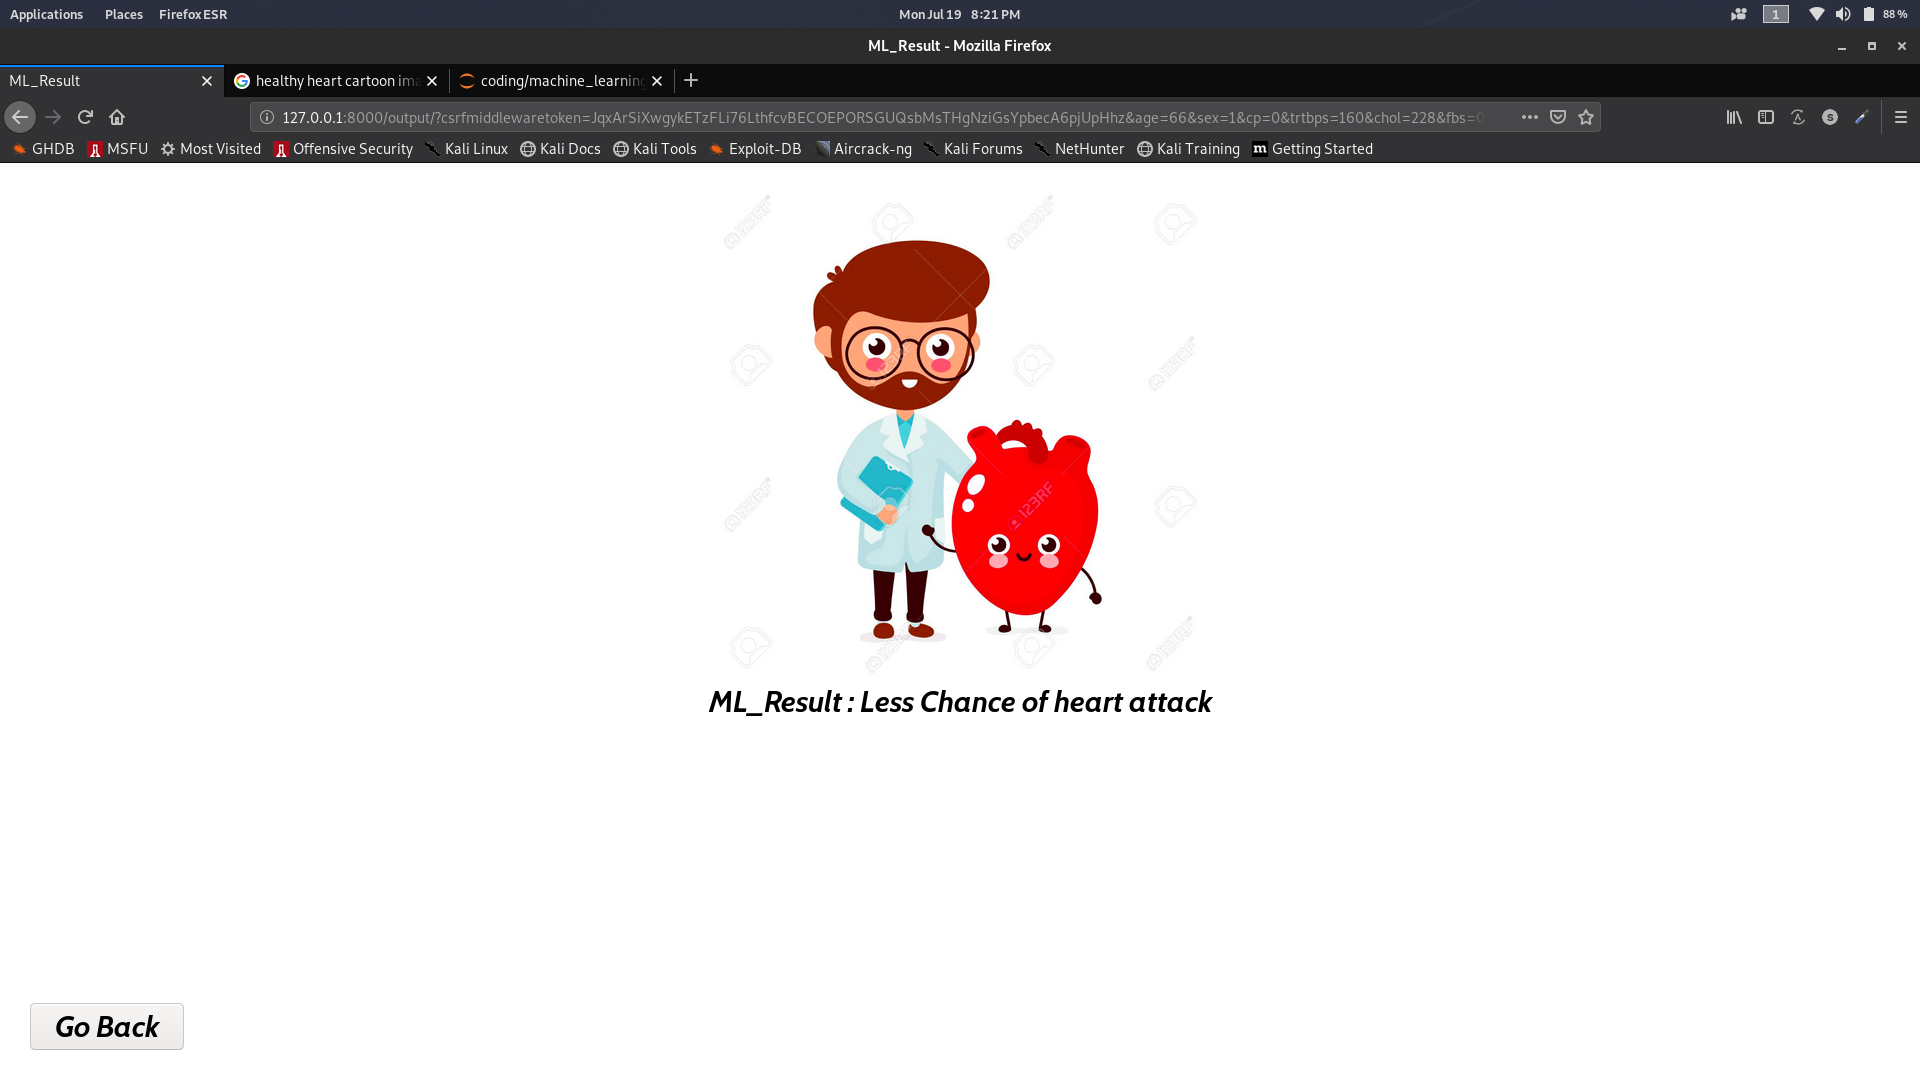 Applications Places Firefox ESR Mon Jul 19 8:21 PM 1 88 %
ML_Result - Mozilla Firefox
ML_Result healthy heart cartoon ima coding/machine_learning
127.0.0.1:8000/output/?csrfmiddlewaretoken=JqxArSiXwgykETzFLi76LthfcvBECOEPORSGUQsbMsTHgNziGsYpbecA6pjUpHhz&age=66&sex=1&cp=0&trtbps=160&chol=228&fbs=0
GHDB MSFU Most Visited Offensive Security Kali Linux Kali Docs Kali Tools Exploit-DB Aircrack-ng Kali Forums NetHunter Kali Training Getting Started
123RF
ML_Result : Less Chance of heart attack
Go Back